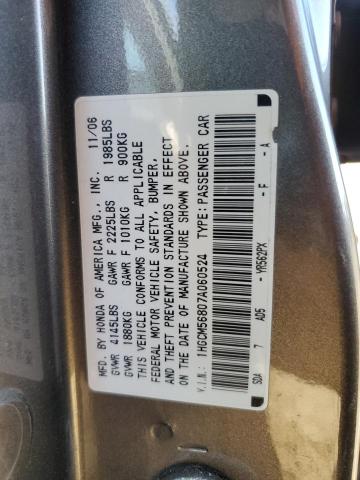 MFD. BY HONDA OF AMERICA MFG., INC. 11/06
GVWR 4145LBS GAWR F 2225LBS R 1985LBS
GVWR 1880KG GAWR F 1010KG R 900KG
THIS VEHICLE CONFORMS TO ALL APPLICABLE
FEDERAL MOTOR VEHICLE SAFETY, BUMPER,
AND THEFT PREVENTION STANDARDS IN EFFECT
ON THE DATE OF MANUFACTURE SHOWN ABOVE.
V.I.N.: 1HGCM56807A060524 TYPE:PASSENGER CAR
SDA 7 AD5 -YR562PX -F -A